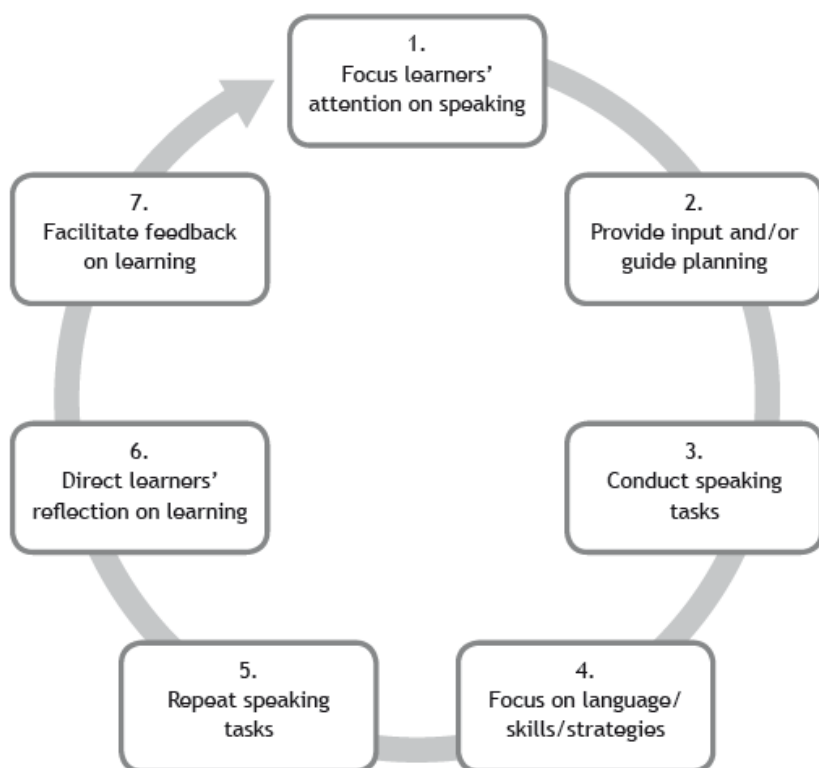 1.
Focus learners’
attention on speaking
2.
Provide input and/or
guide planning
3.
Conduct speaking
tasks
4.
Focus on language/
skills/strategies
5.
Repeat speaking
tasks
6.
Direct learners’
reflection on learning
7.
Facilitate feedback
on learning